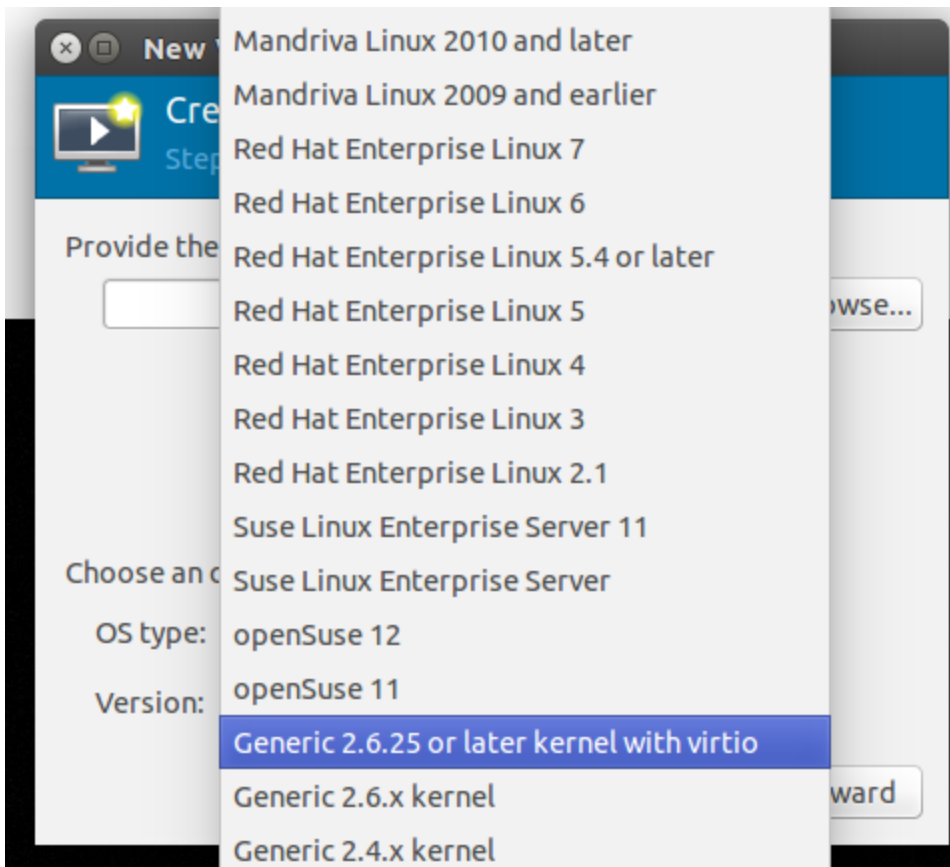 New
Cre
Step
Provide the
owse...
Choose an o
OS type:
Version:
ward
Mandriva Linux 2010 and later
Mandriva Linux 2009 and earlier
Red Hat Enterprise Linux 7
Red Hat Enterprise Linux 6
Red Hat Enterprise Linux 5.4 or later
Red Hat Enterprise Linux 5
Red Hat Enterprise Linux 4
Red Hat Enterprise Linux 3
Red Hat Enterprise Linux 2.1
Suse Linux Enterprise Server 11
Suse Linux Enterprise Server
openSuse 12
openSuse 11
Generic 2.6.25 or later kernel with virtio
Generic 2.6.x kernel
Generic 2.4.x kernel